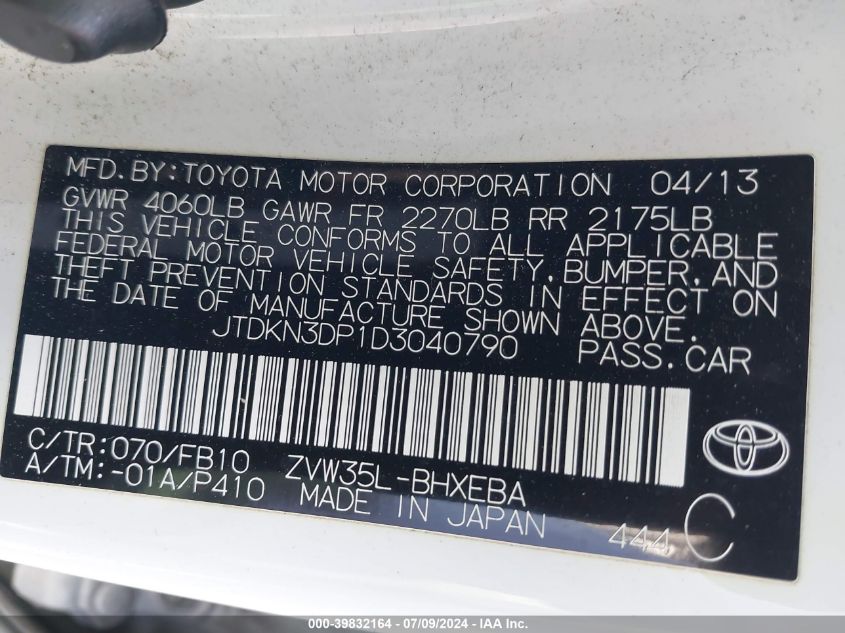 MFD.BY:TOYOTA MOTOR CORPORATION 04/13
GVWR 4060LB GAWR FR 2270LB RR 2175LB
THIS VEHICLE CONFORMS TO ALL APPLICABLE
FEDERAL MOTOR VEHICLE SAFETY,BUMPER,AND
THEFT PREVENTION STANDARDS IN EFFECT ON
THE DATE OF MANUFACTURE SHOWN ABOVE.
JTDKN3DP1D3040790 PASS.CAR
C/TR:070/FB10 ZVW35L-BHXEBA
A/TM:-01A/P410 MADE IN JAPAN 444 C
000-39832164 - 07/09/2024 - IAA Inc.